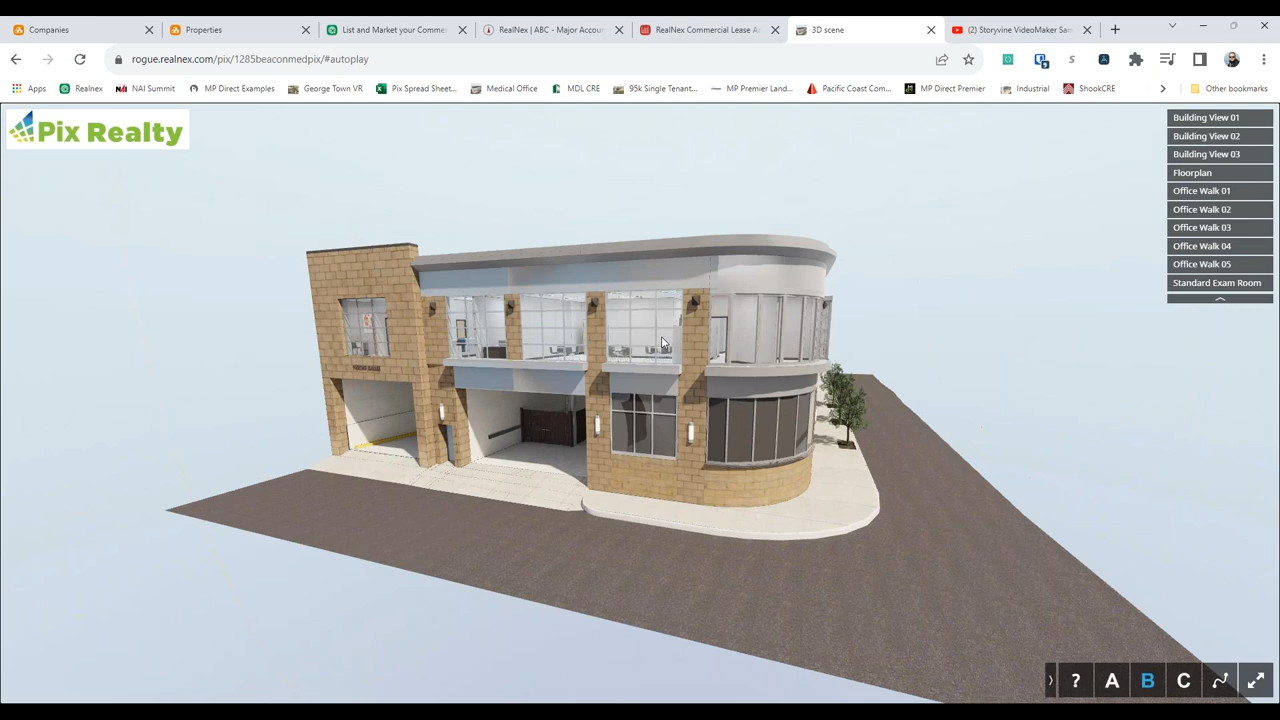 Companies
Properties
List and Market your Comme
RealNex | ABC - Major Accou
RealNex Commercial Lease A
3D scene
(2) Storyvine VideoMaker Sam
rogue.realnex.com/pix/1285beaconmedpix/#autoplay
Apps
Realnex
NAI Summit
MP Direct Examples
George Town VR
Pix Spread Sheet...
Medical Office
MDL CRE
95k Single Tenant...
MP Premier Land...
Pacific Coast Com...
MP Direct Premier
Industrial
ShookCRE
Other bookmarks
Pix Realty
Building View 01
Building View 02
Building View 03
Floorplan
Office Walk 01
Office Walk 02
Office Walk 03
Office Walk 04
Office Walk 05
Standard Exam Room
? A B C